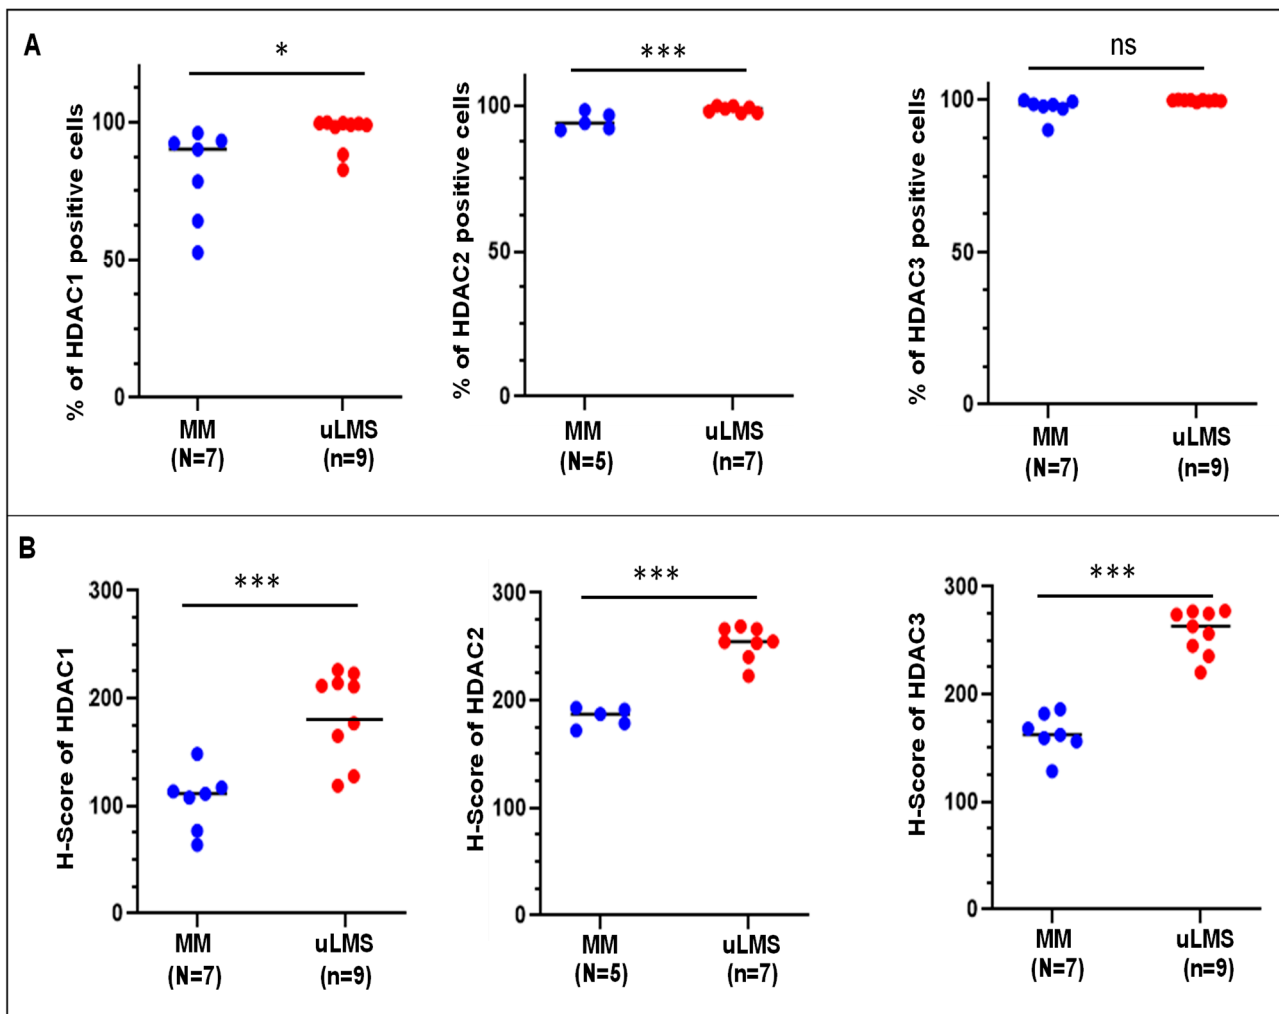 A
*
***
ns
% of HDAC1 positive cells
100
50
0
MM
(N=7)
uLMS
(n=9)
% of HDAC2 positive cells
100
50
0
MM
(N=5)
uLMS
(n=7)
% of HDAC3 positive cells
100
50
0
MM
(N=7)
uLMS
(n=9)
B
***
***
***
H-Score of HDAC1
300
200
100
0
MM
(N=7)
uLMS
(n=9)
H-Score of HDAC2
300
200
100
0
MM
(N=5)
uLMS
(n=7)
H-Score of HDAC3
300
200
100
0
MM
(N=7)
uLMS
(n=9)